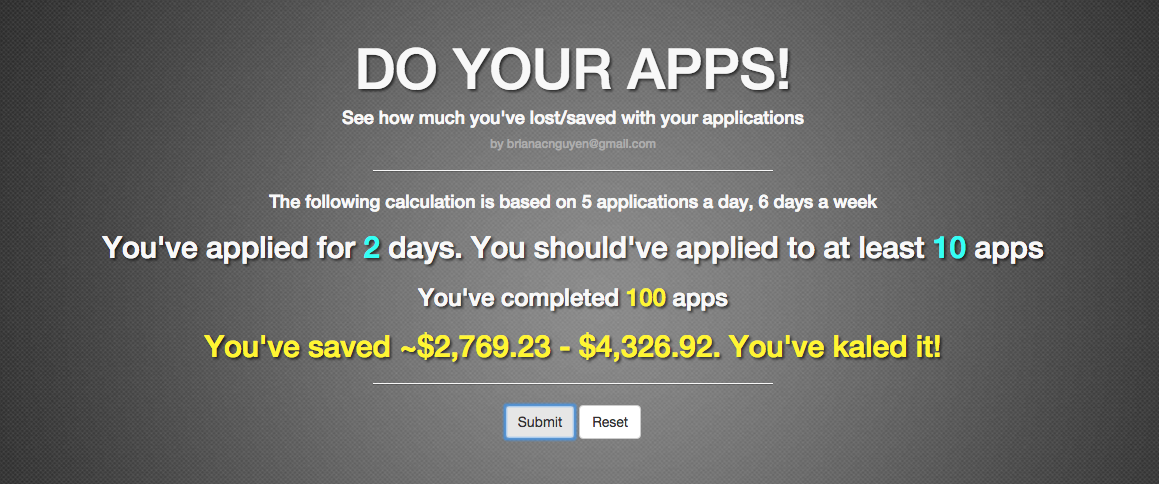 DO YOUR APPS!
See how much you've lost/saved with your applications
by brianacnguyen@gmail.com
The following calculation is based on 5 applications a day, 6 days a week
You've applied for 2 days. You should've applied to at least 10 apps
You've completed 100 apps
You've saved ~$2,769.23 - $4,326.92. You've kaled it!
Submit Reset